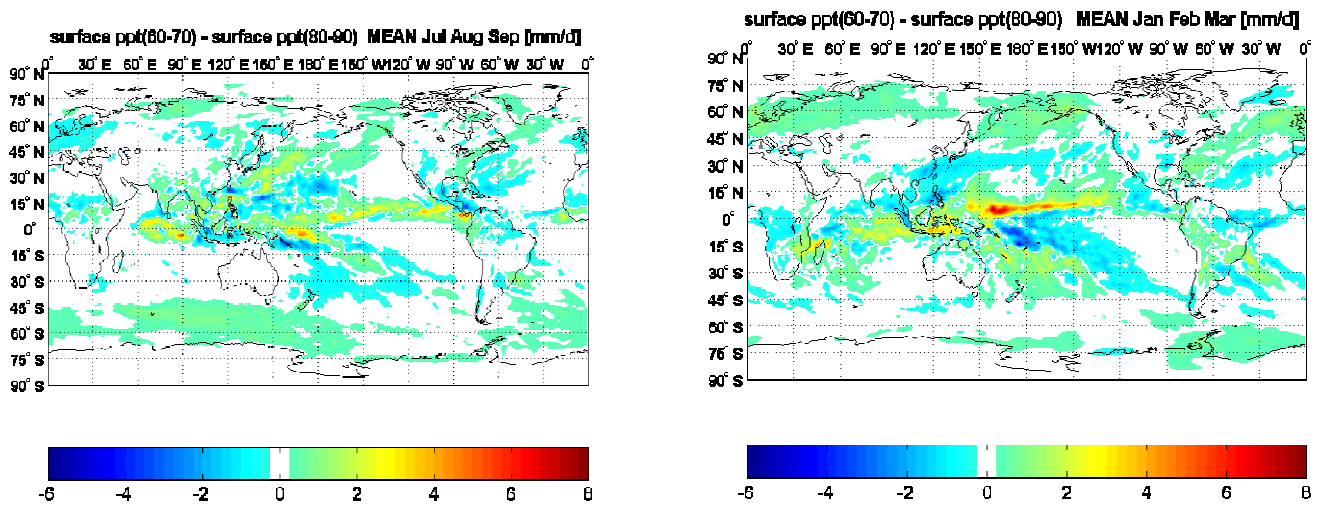 surface ppt(60-70) - surface ppt(80-90) MEAN Jul Aug Sep [mm/d]
0° 30° E 60° E 90° E 120° E 150° E 180° E 150° W 120° W 90° W 60° W 30° W 0°
90° N
75° N
60° N
45° N
30° N
15° N
0°
15° S
30° S
45° S
60° S
75° S
90° S
-6 -4 -2 0 2 4 6 8
surface ppt(60-70) - surface ppt(80-90) MEAN Jan Feb Mar [mm/d]
0° 30° E 60° E 90° E 120° E 150° E 180° E 150° W 120° W 90° W 60° W 30° W 0°
90° N
75° N
60° N
45° N
30° N
15° N
0°
15° S
30° S
45° S
60° S
75° S
90° S
-6 -4 -2 0 2 4 6 8